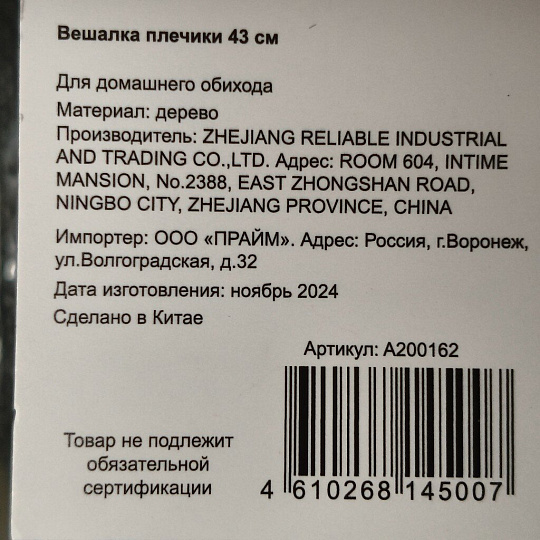 Вешалка плечики 43 см
Для домашнего обихода
Материал: дерево
Производитель: ZHEJIANG RELIABLE INDUSTRIAL
AND TRADING CO.,LTD. Адрес: ROOM 604, INTIME
MANSION, No.2388, EAST ZHONGSHAN ROAD,
NINGBO CITY, ZHEJIANG PROVINCE, CHINA
Импортер: ООО «ПРАЙМ». Адрес: Россия, г.Воронеж,
ул.Волгоградская, д.32
Дата изготовления: ноябрь 2024
Сделано в Китае
Артикул: А200162
Товар не подлежит
обязательной
сертификации
4 610268 145007